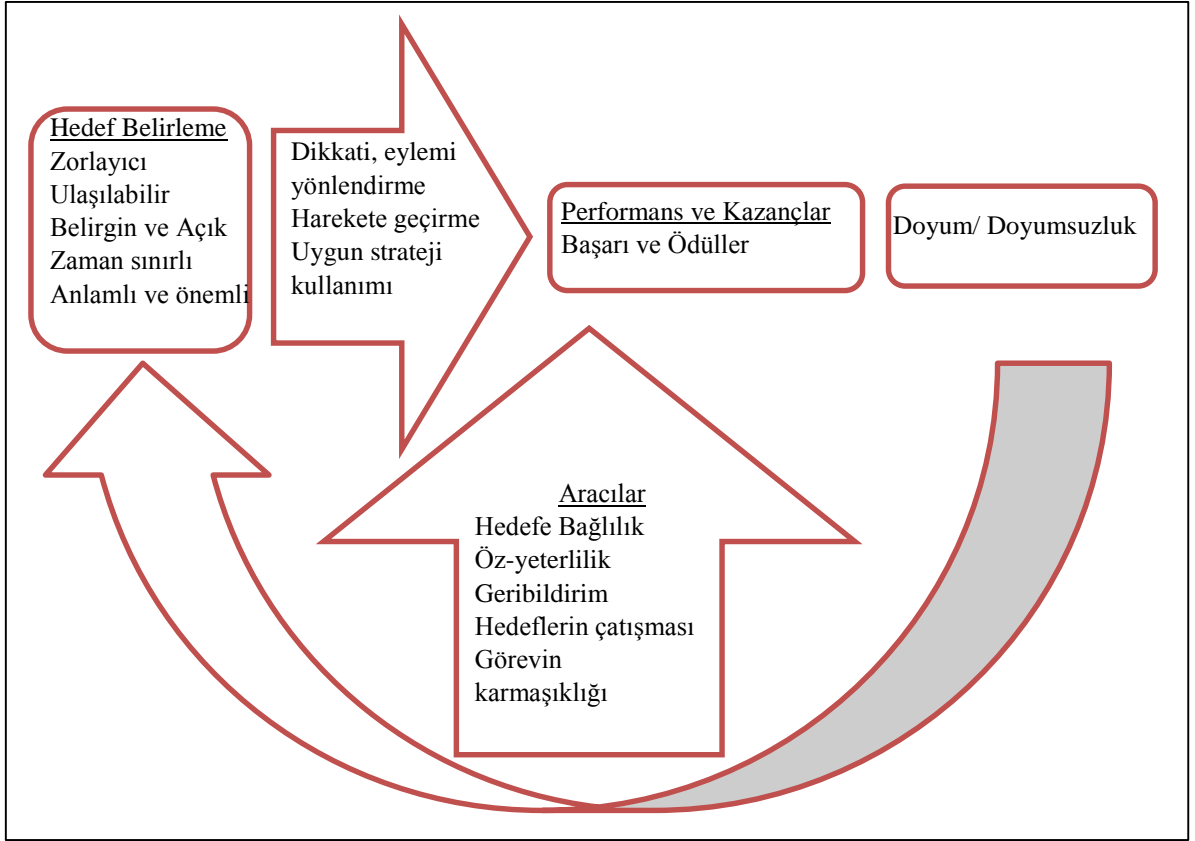 Hedef Belirleme
Zorlayıcı
Ulaşılabilir
Belirgin ve Açık
Zaman sınırlı
Anlamlı ve önemli
Dikkati, eylemi
yönlendirme
Harekete geçirme
Uygun strateji
kullanımı
Performans ve Kazançlar
Başarı ve Ödüller
Doyum/ Doyumsuzluk
Aracılar
Hedefe Bağlılık
Öz-yeterlilik
Geribildirim
Hedeflerin çatışması
Görevin
karmaşıklığı